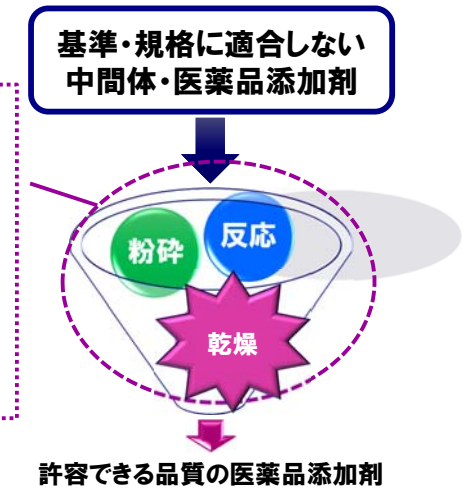 基準・規格に適合しない
中間体・医薬品添加剤
粉砕
反応
乾燥
許容できる品質の医薬品添加剤